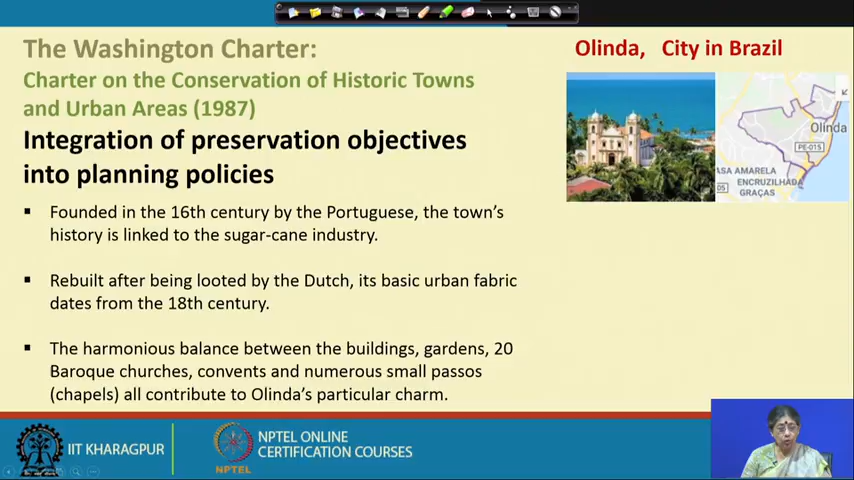 The Washington Charter:
Charter on the Conservation of Historic Towns
and Urban Areas (1987)
Integration of preservation objectives
into planning policies
Founded in the 16th century by the Portuguese, the town's
history is linked to the sugar-cane industry.
Rebuilt after being looted by the Dutch, its basic urban fabric
dates from the 18th century.
The harmonious balance between the buildings, gardens, 20
Baroque churches, convents and numerous small passos
(chapels) all contribute to Olinda's particular charm.
Olinda, City in Brazil
Olinda
PE-015
ASA AMARELA
ENCRUZILHADA
GRAÇAS
IIT KHARAGPUR
NPTEL
NPTEL ONLINE
CERTIFICATION COURSES